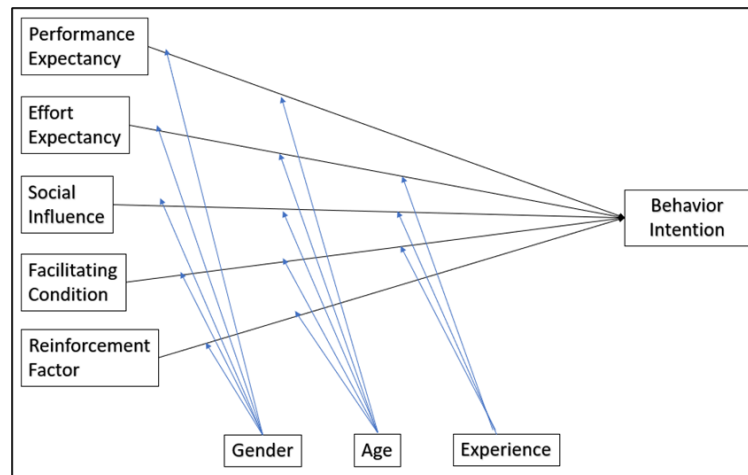 Performance
Expectancy
Effort
Expectancy
Social
Influence
Facilitating
Condition
Reinforcement
Factor
Behavior
Intention
Gender
Age
Experience